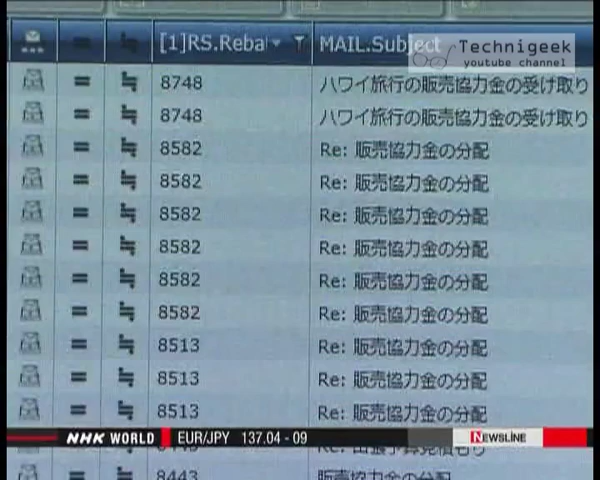 [1]RS.Reba MAIL.Subject
Technigeek
youtube channel
8748 ハワイ旅行の販売協力金の受け取り
8748 ハワイ旅行の販売協力金の受け取り
8582 Re: 販売協力金の分配
8582 Re: 販売協力金の分配
8582 Re: 販売協力金の分配
8582 Re: 販売協力金の分配
8582 Re: 販売協力金の分配
8582 Re: 販売協力金の分配
8513 Re: 販売協力金の分配
8513 Re: 販売協力金の分配
8513 Re: 販売協力金の分配
NHK WORLD EUR/JPY 137.04 - 09 NEWSLINE
8443 販売協力金の分配